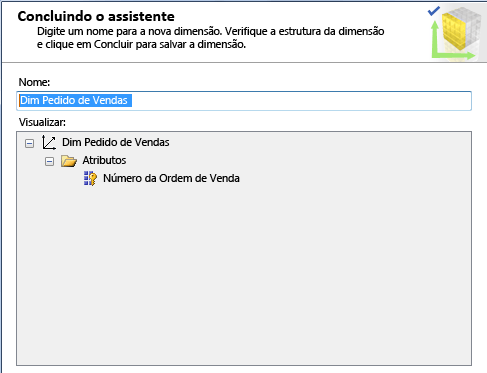 Concluindo o assistente
Digite um nome para a nova dimensão. Verifique a estrutura da dimensão
e clique em Concluir para salvar a dimensão.
Nome:
Dim Pedido de Vendas
Visualizar:
Dim Pedido de Vendas
Atributos
Número da Ordem de Venda